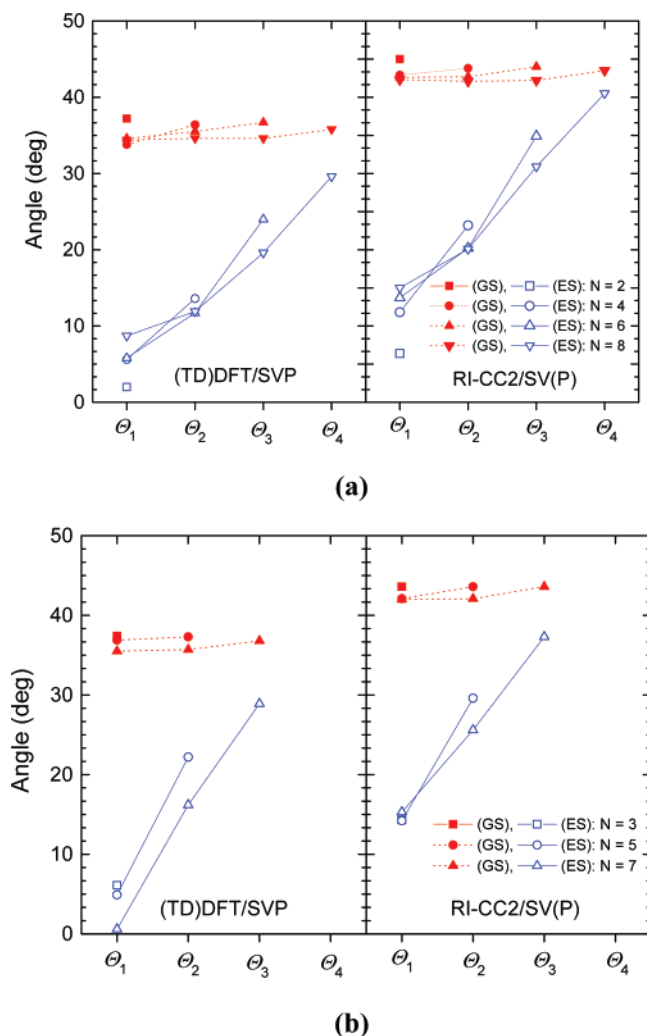 50
40
30
20
10
0
Angle (deg)
(GS), (ES): N = 2
(GS), (ES): N = 4
(GS), (ES): N = 6
(GS), (ES): N = 8
(TD)DFT/SVP
RI-CC2/SV(P)
Θ1 Θ2 Θ3 Θ4 Θ1 Θ2 Θ3 Θ4
(a)
50
40
30
20
10
0
Angle (deg)
(GS), (ES): N = 3
(GS), (ES): N = 5
(GS), (ES): N = 7
(TD)DFT/SVP
RI-CC2/SV(P)
Θ1 Θ2 Θ3 Θ4 Θ1 Θ2 Θ3 Θ4
(b)